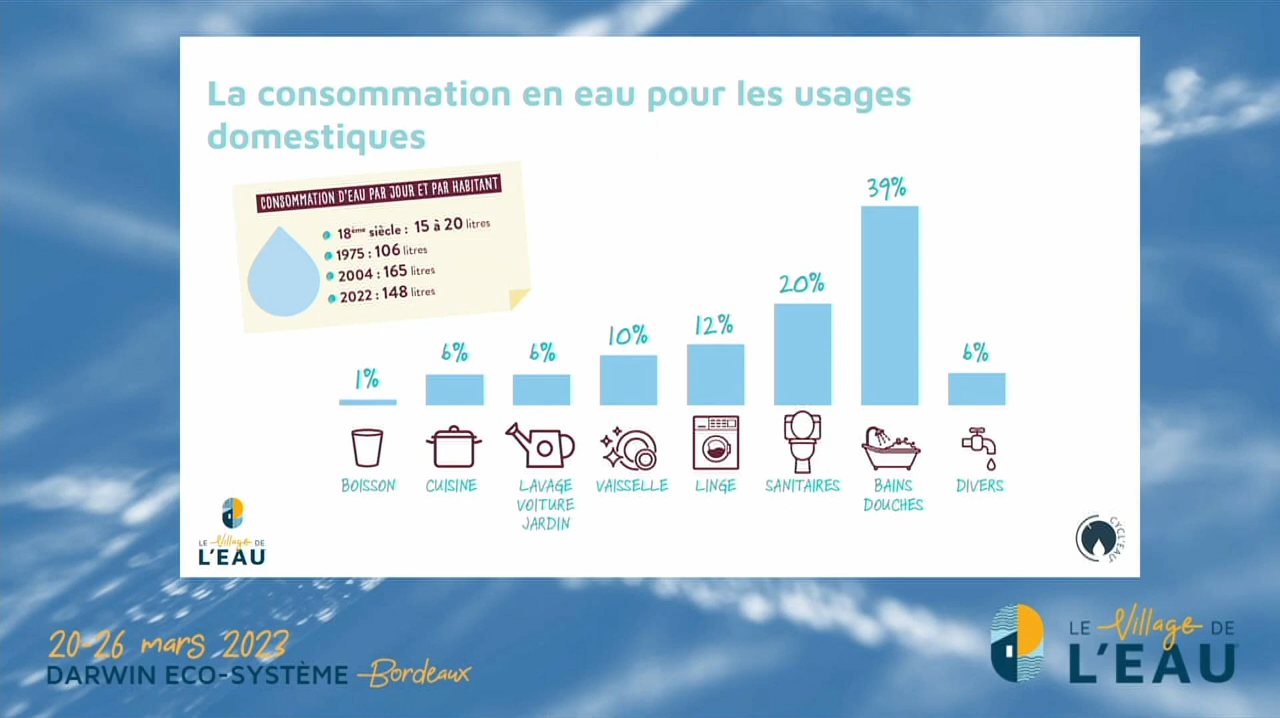 La consommation en eau pour les usages
domestiques
CONSOMMATION D'EAU PAR JOUR ET PAR HABITANT
18ème siècle : 15 à 20 litres
1975 : 106 litres
2004 : 165 litres
2022 : 148 litres
1%
6%
6%
10%
12%
20%
39%
6%
BOISSON
CUISINE
LAVAGE
VOITURE
JARDIN
VAISSELLE
LINGE
SANITAIRES
BAINS
DOUCHES
DIVERS
LE Village DE
L'EAU
CYCL'EAU
20-26 mars 2023
DARWIN ECO-SYSTÈME Bordeaux
LE Village DE
L'EAU